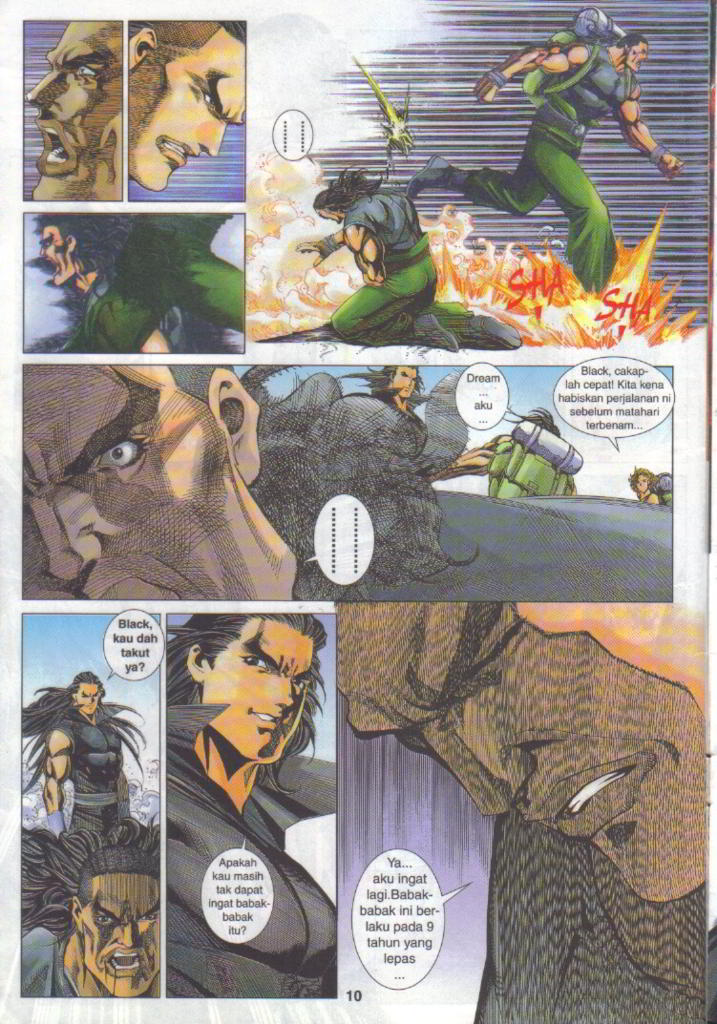 SHA
!
SHA
!
Dream
...
aku
...
Black, cakap-
lah cepat! Kita kena
habiskan perjalanan ni
sebelum matahari
terbenam...
Black,
kau dah
takut
ya?
Apakah
kau masih
tak dapat
ingat babak-
babak
itu?
Ya...
aku ingat
lagi.Babak-
babak ini ber-
laku pada 9
tahun yang
lepas
...
10